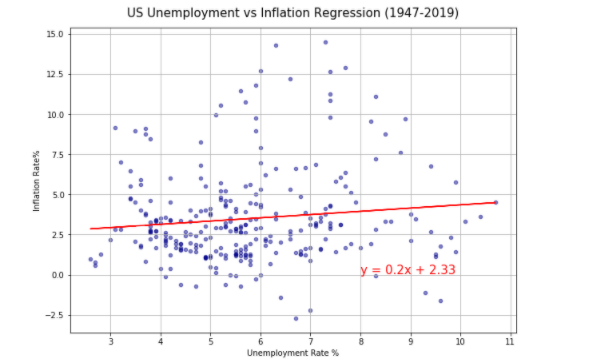 US Unemployment vs Inflation Regression (1947-2019)
15.0
12.5
10.0
7.5
5.0
2.5
0.0
−2.5
Inflation Rate%
y = 0.2x + 2.33
3 4 5 6 7 8 9 10 11
Unemployment Rate %